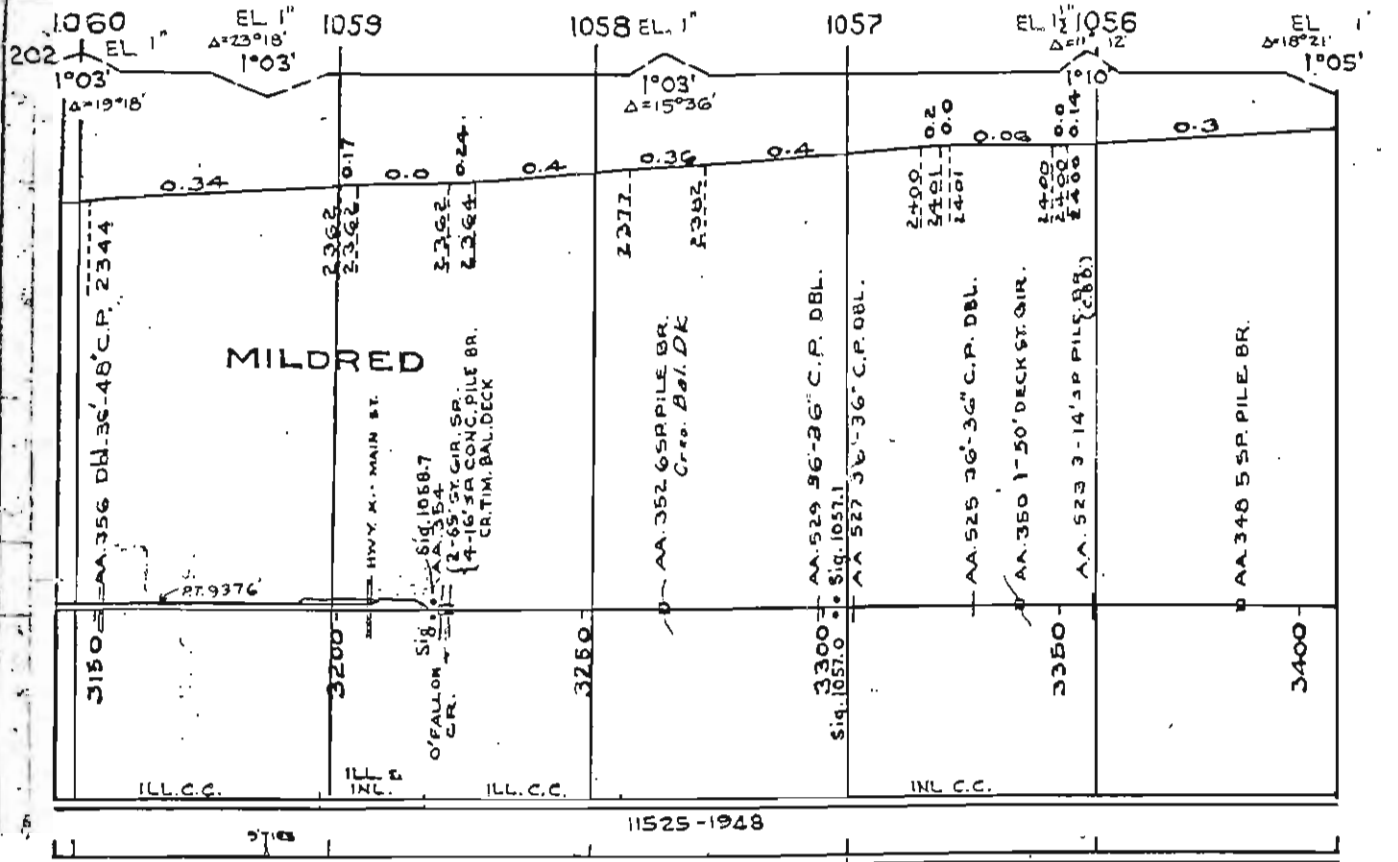 1060
EL 1"
1059
1058 EL. 1"
1057
EL. 1½" 1056
EL 1'
202
EL 1"
Δ=23°18'
1°03'
Δ=18°21'
1°03'
Δ=19°18'
1°03'
Δ=15°36'
1°10
1°05'
0.34
0.17
0.0
0.24
0.4
0.36
0.4
0.2
0.0
0.06
0.0
0.14
0.3
2344
2362
2362
2362
2364
2377
2382
2400
2401
2401
2400
2400
2400
MILDRED
AA.356 Dbl.36'-48" C.P.
HWY. X.- MAIN ST.
Sig. 1058.7
AA.354
2-65' ST. GIR. SP.
4-16' SP. CONC. PILE BR.
CR. TIM. BAL. DECK
AA.352 6 SP. PILE BR.
Creo. Bal. DK
AA.529 36'-36" C.P. DBL.
Sig. 1057.1
AA 527 36'-36" C.P. DBL.
AA.525 36'-36" C.P. DBL.
AA.350 1-50' DECK ST. GIR.
A.A. 523 3-14' SP PILE BR.
(C.B.D.)
AA.348 5 SP. PILE BR.
P.T. 9376'
3150
3200
Sig
8
O'FALLON
CR.
3250
3300
Sig. 1057.0
3350
3400
ILL. C.C.
ILL &
INL.
ILL. C.C.
INL C.C.
11525-1948